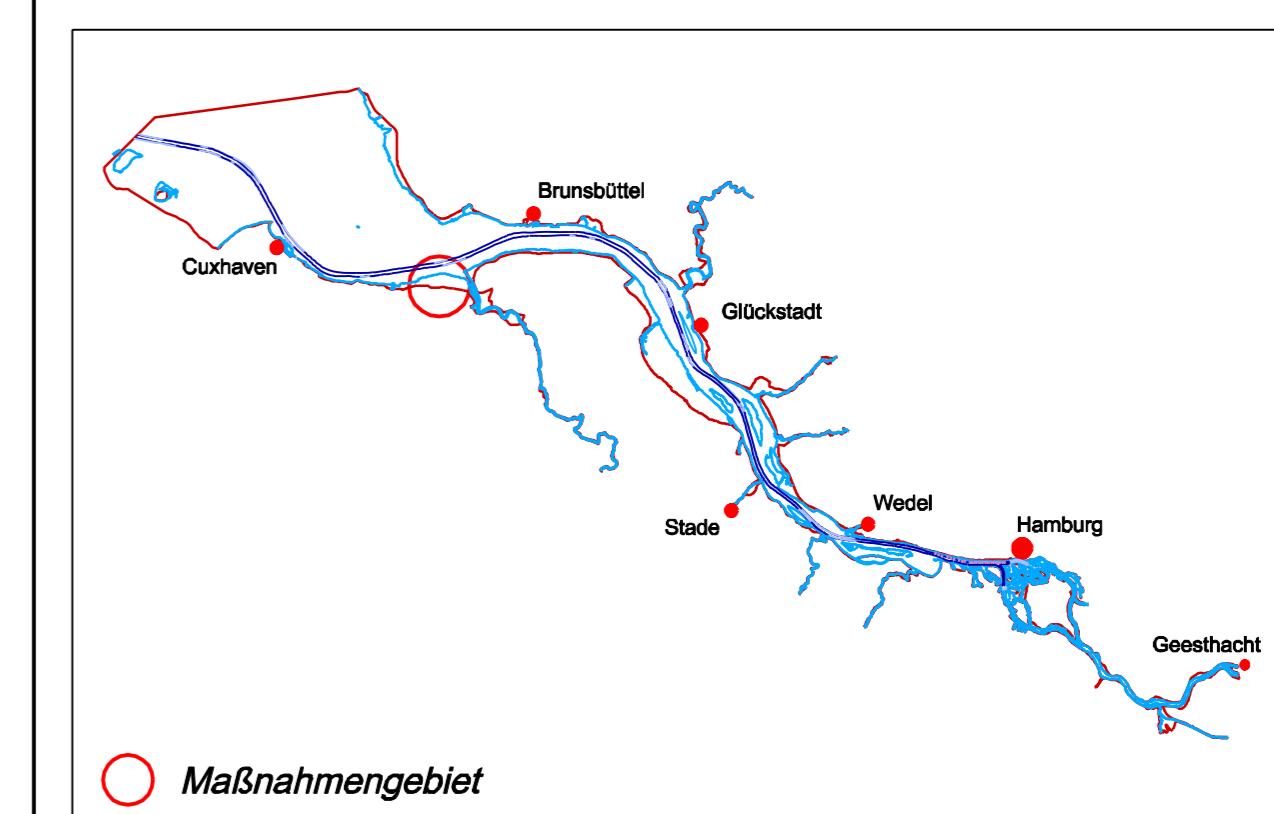 Brunsbüttel
Cuxhaven
Glückstadt
Wedel
Stade
Hamburg
Geesthacht
Maßnahmengebiet